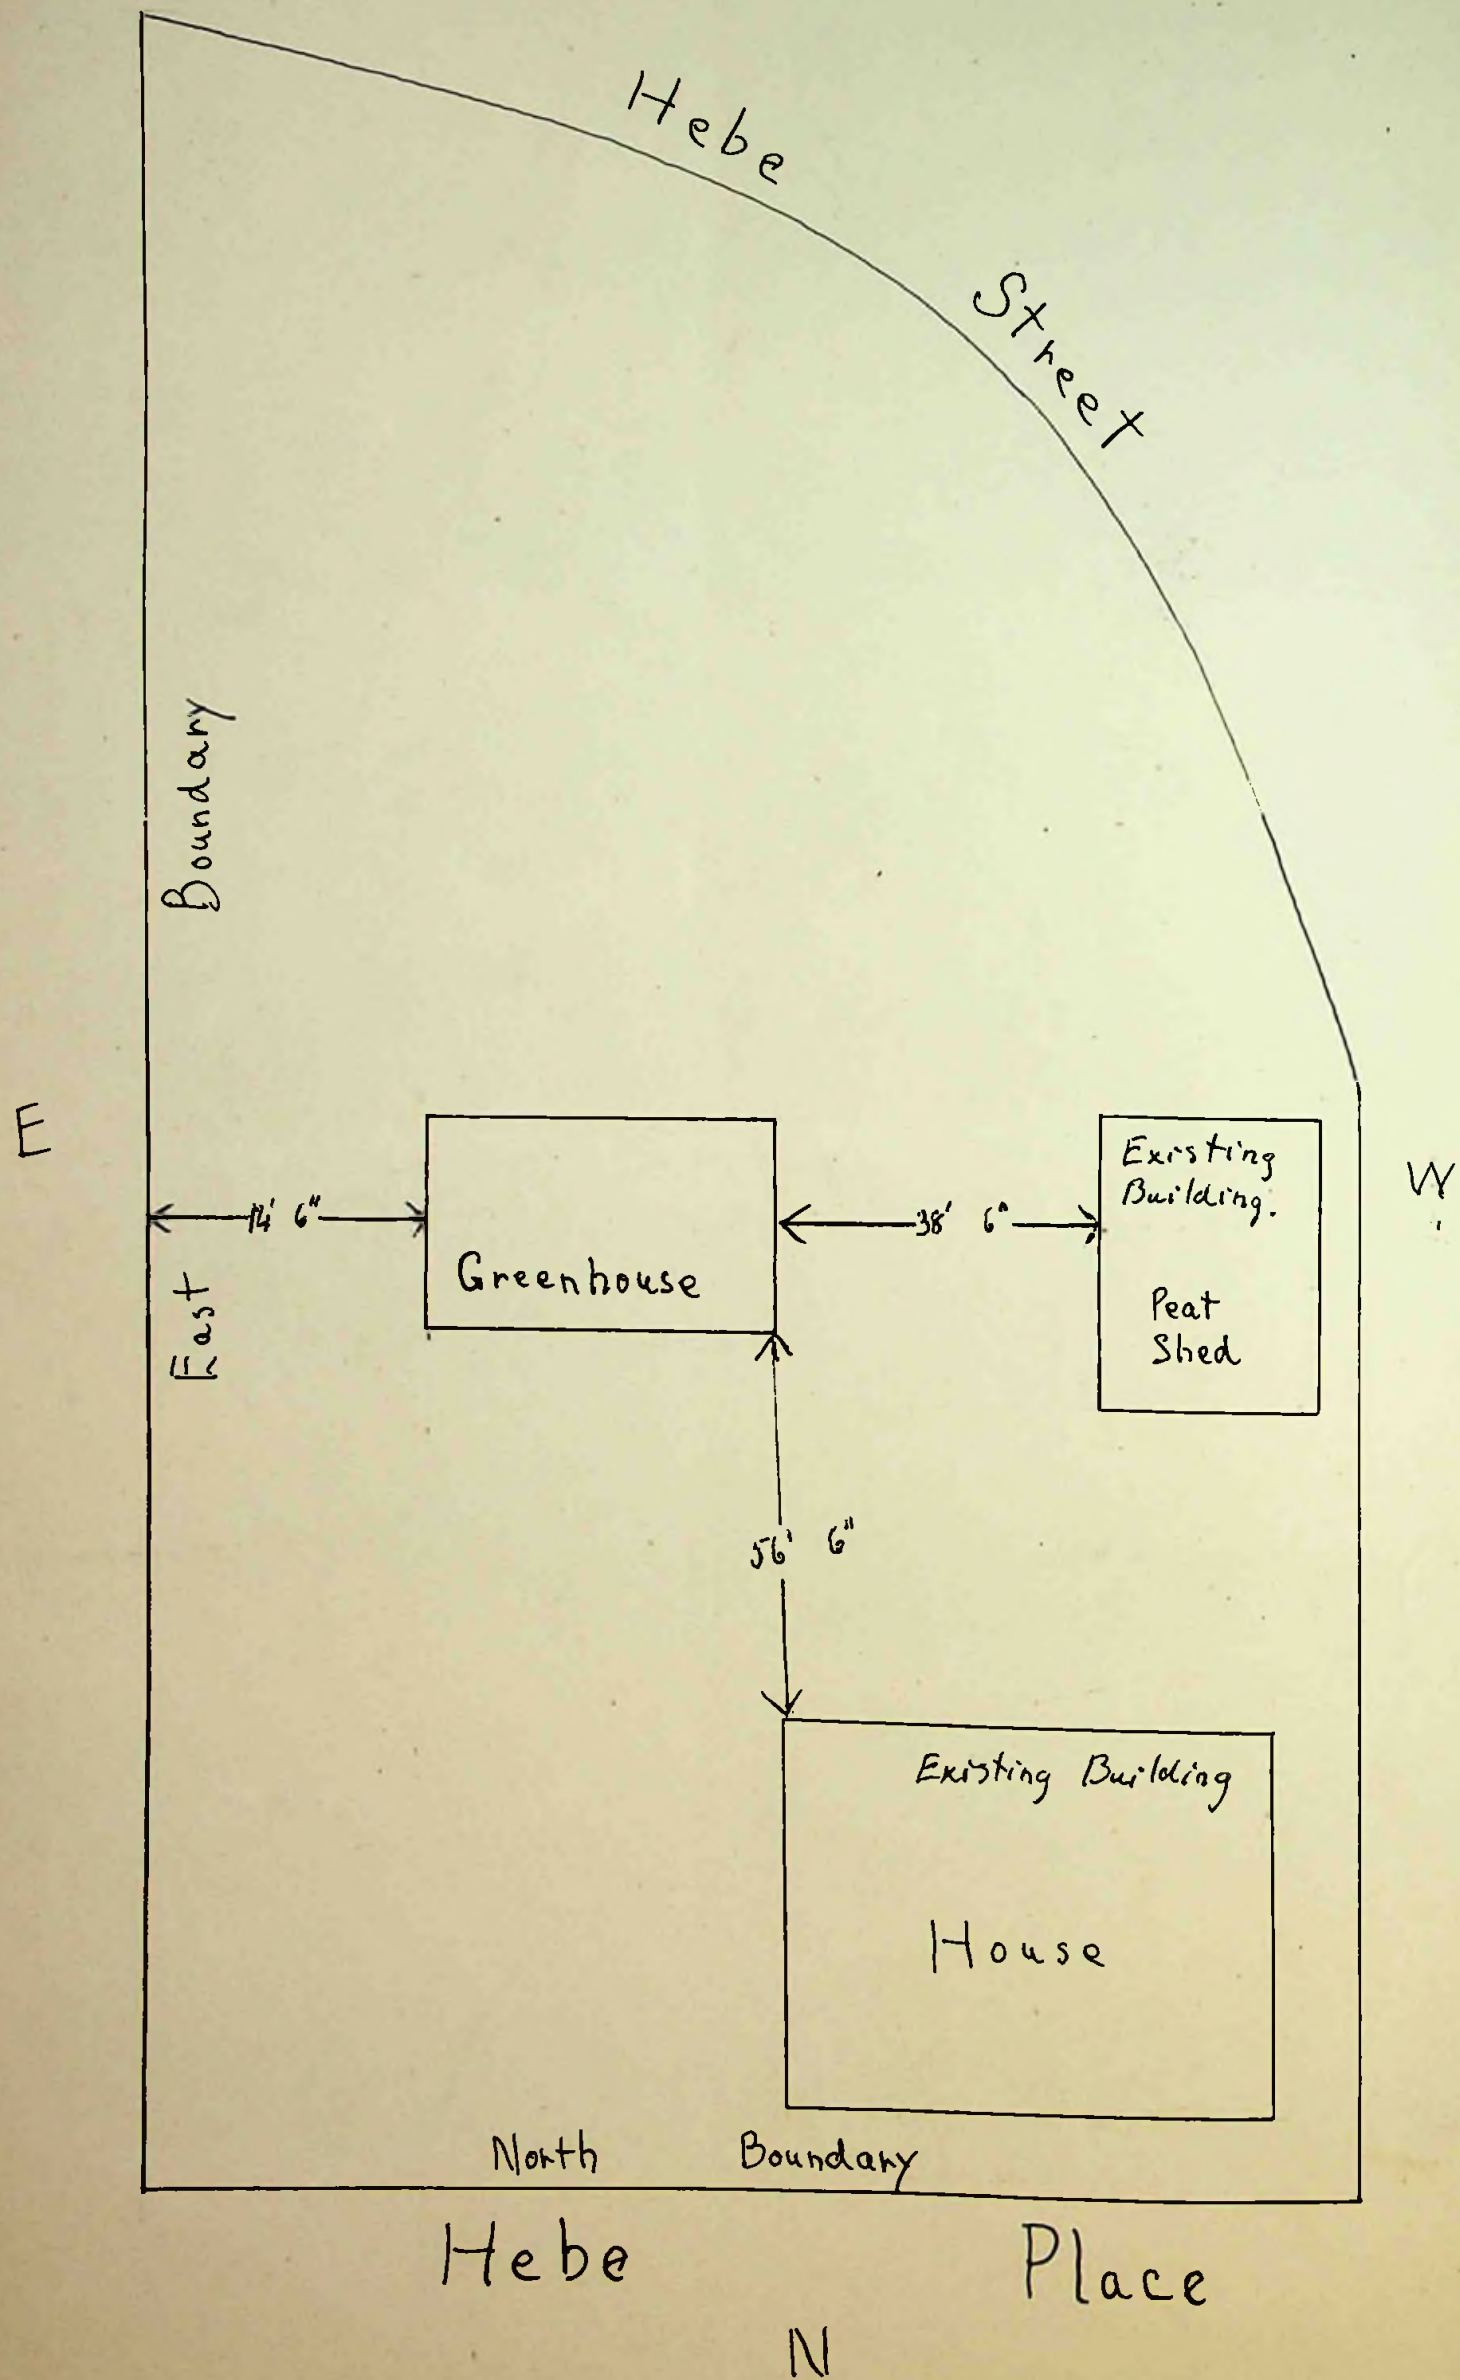 Hebe Street
Boundary
East
E
W
14' 6"
Greenhouse
38' 6"
Existing
Building.
Peat
Shed
56' 6"
Existing Building
House
North Boundary
Hebe Place
N